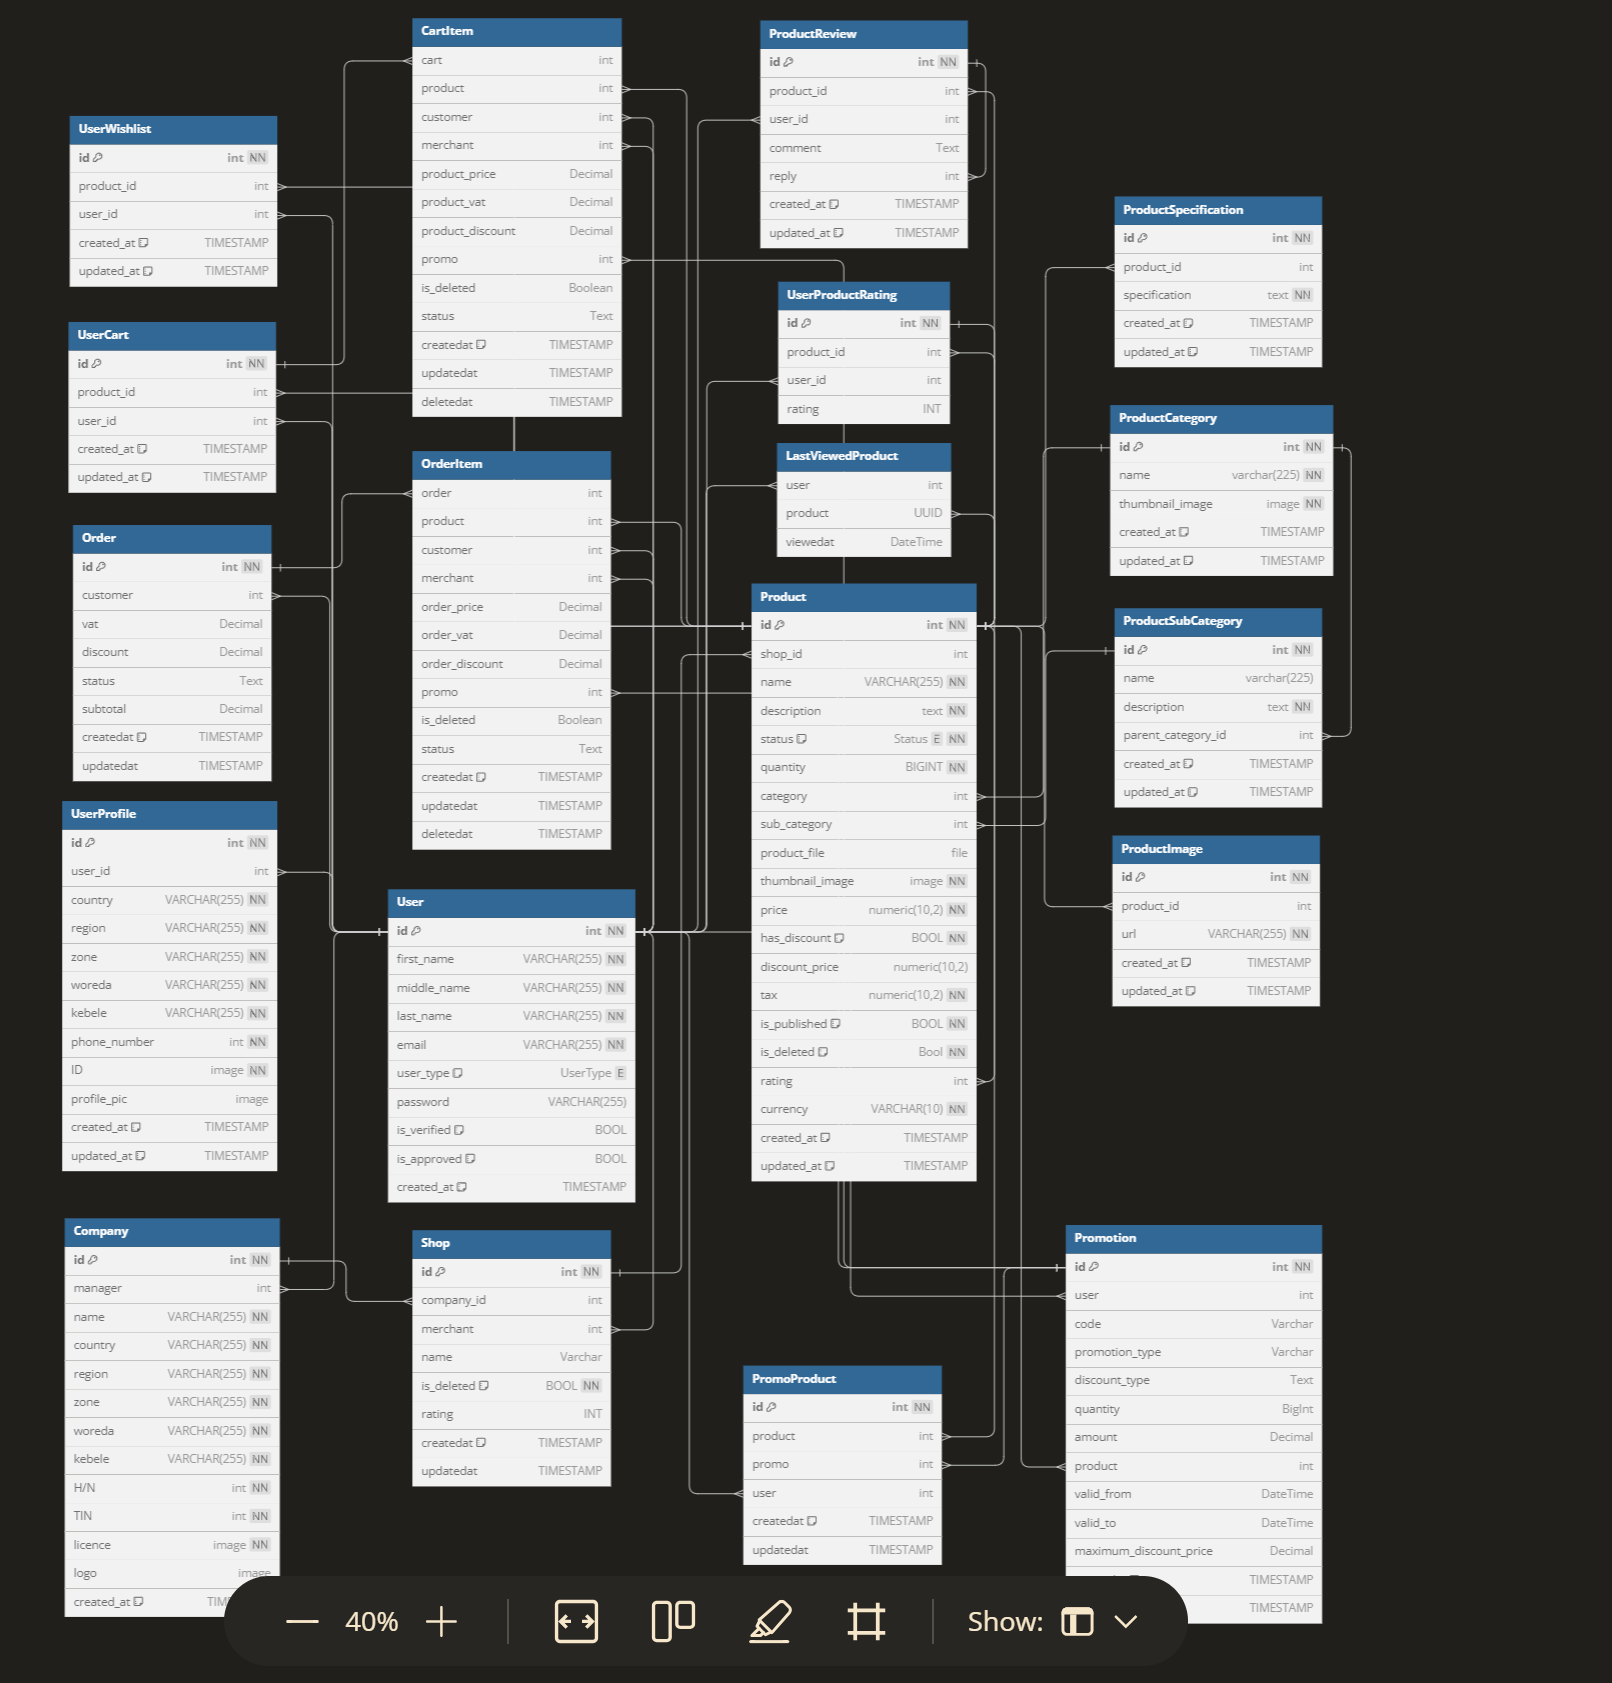 CartItem
cart int
product int
customer int
merchant int
product_price Decimal
product_vat Decimal
product_discount Decimal
promo int
is_deleted Boolean
status Text
createdat TIMESTAMP
updatedat TIMESTAMP
deletedat TIMESTAMP
ProductReview
id int NN
product_id int
user_id int
comment Text
reply int
created_at TIMESTAMP
updated_at TIMESTAMP
UserWishlist
id int NN
product_id int
user_id int
created_at TIMESTAMP
updated_at TIMESTAMP
ProductSpecification
id int NN
product_id int
specification text NN
created_at TIMESTAMP
updated_at TIMESTAMP
UserProductRating
id int NN
product_id int
user_id int
rating INT
UserCart
id int NN
product_id int
user_id int
created_at TIMESTAMP
updated_at TIMESTAMP
ProductCategory
id int NN
name varchar(225) NN
thumbnail_image image NN
created_at TIMESTAMP
updated_at TIMESTAMP
LastViewedProduct
user int
product UUID
viewedat DateTime
OrderItem
order int
product int
customer int
merchant int
order_price Decimal
order_vat Decimal
order_discount Decimal
promo int
is_deleted Boolean
status Text
createdat TIMESTAMP
updatedat TIMESTAMP
deletedat TIMESTAMP
Order
id int NN
customer int
vat Decimal
discount Decimal
status Text
subtotal Decimal
createdat TIMESTAMP
updatedat TIMESTAMP
Product
id int NN
shop_id int
name VARCHAR(255) NN
description text NN
status Status E NN
quantity BIGINT NN
category int
sub_category int
product_file file
thumbnail_image image NN
price numeric(10,2) NN
has_discount BOOL NN
discount_price numeric(10,2)
tax numeric(10,2) NN
is_published BOOL NN
is_deleted Bool NN
rating int
currency VARCHAR(10) NN
created_at TIMESTAMP
updated_at TIMESTAMP
ProductSubCategory
id int NN
name varchar(225)
description text NN
parent_category_id int
created_at TIMESTAMP
updated_at TIMESTAMP
UserProfile
id int NN
user_id int
country VARCHAR(255) NN
region VARCHAR(255) NN
zone VARCHAR(255) NN
woreda VARCHAR(255) NN
kebele VARCHAR(255) NN
phone_number int NN
ID image NN
profile_pic image
created_at TIMESTAMP
updated_at TIMESTAMP
ProductImage
id int NN
product_id int
url VARCHAR(255) NN
created_at TIMESTAMP
updated_at TIMESTAMP
User
id int NN
first_name VARCHAR(255) NN
middle_name VARCHAR(255) NN
last_name VARCHAR(255) NN
email VARCHAR(255) NN
user_type UserType E
password VARCHAR(255)
is_verified BOOL
is_approved BOOL
created_at TIMESTAMP
Company
id int NN
manager int
name VARCHAR(255) NN
country VARCHAR(255) NN
region VARCHAR(255) NN
zone VARCHAR(255) NN
woreda VARCHAR(255) NN
kebele VARCHAR(255) NN
H/N int NN
TIN int NN
licence image NN
logo image
created_at
Shop
id int NN
company_id int
merchant int
name Varchar
is_deleted BOOL NN
rating INT
createdat TIMESTAMP
updatedat TIMESTAMP
Promotion
id int NN
user int
code Varchar
promotion_type Varchar
discount_type Text
quantity BigInt
amount Decimal
product int
valid_from DateTime
valid_to DateTime
maximum_discount_price Decimal
TIMESTAMP
TIMESTAMP
PromoProduct
id int NN
product int
promo int
user int
createdat TIMESTAMP
updatedat TIMESTAMP
40% Show: